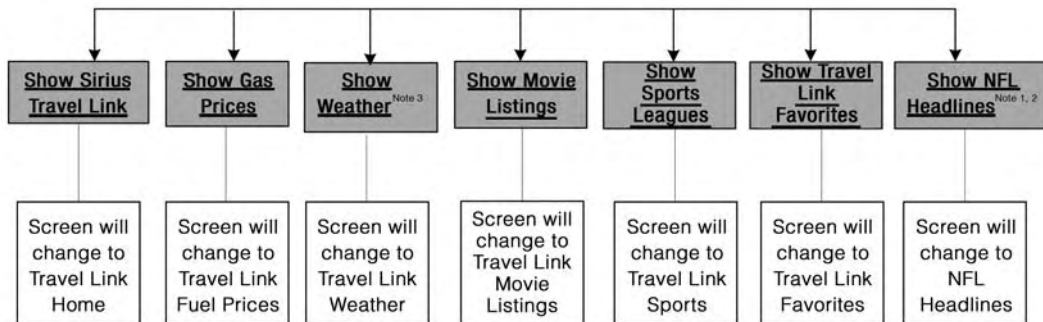 Show Sirius
Travel Link
Show Gas
Prices
Show
Weather Note 3
Show Movie
Listings
Show
Sports
Leagues
Show Travel
Link
Favorites
Show NFL
Headlines Note 1, 2
Screen will
change to
Travel Link
Home
Screen will
change to
Travel Link
Fuel Prices
Screen will
change to
Travel Link
Weather
Screen will
change to
Travel Link
Movie
Listings
Screen will
change to
Travel Link
Sports
Screen will
change to
Travel Link
Favorites
Screen will
change to
NFL
Headlines